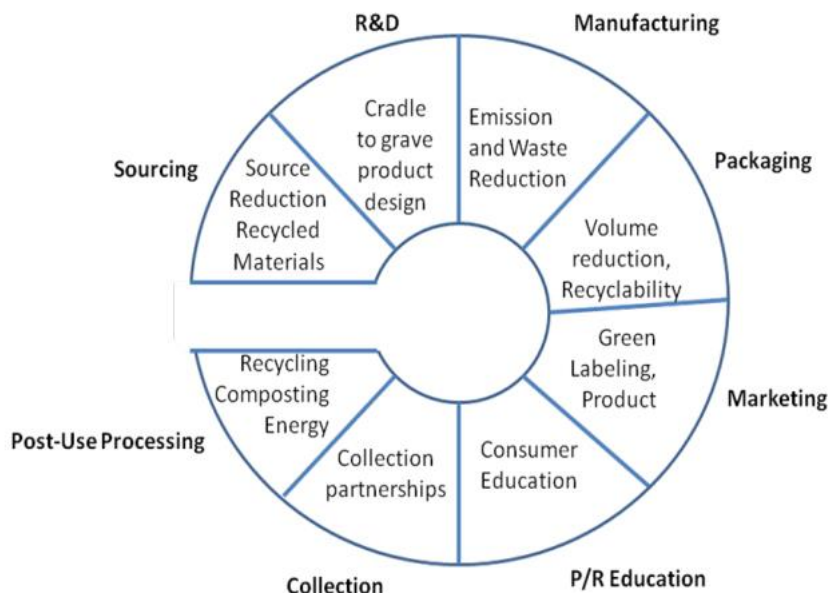 R&D
Manufacturing
Cradle
to grave
product
design
Emission
and Waste
Reduction
Sourcing
Source
Reduction
Recycled
Materials
Packaging
Volume
reduction,
Recyclability
Green
Labeling,
Product
Marketing
Recycling
Composting
Energy
Post-Use Processing
Collection
partnerships
Consumer
Education
Collection
P/R Education